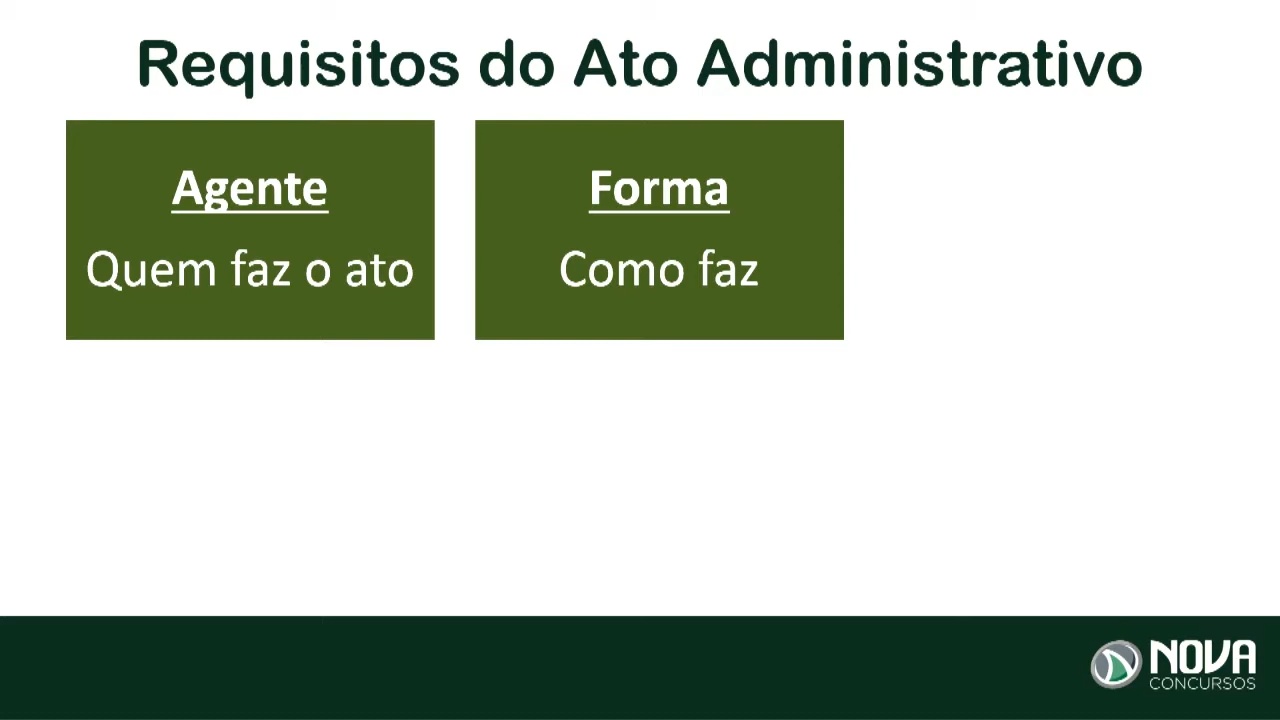 Requisitos do Ato Administrativo
Agente
Quem faz o ato
Forma
Como faz
NOVA
CONCURSOS